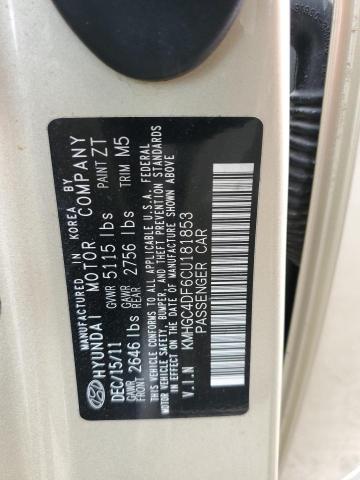 MANUFACTURED IN KOREA BY
HYUNDAI MOTOR COMPANY
DEC/15/11 GVWR 5115 lbs PAINT ZT
GAWR FRONT 2646 lbs GAWR REAR 2756 lbs TRIM M5
THIS VEHICLE CONFORMS TO ALL APPLICABLE U.S.A. FEDERAL
MOTOR VEHICLE SAFETY, BUMPER, AND THEFT PREVENTION STANDARDS
IN EFFECT ON THE DATE OF MANUFACTURE SHOWN ABOVE.
V.I.N KMHGC4DF6CU181853
PASSENGER CAR